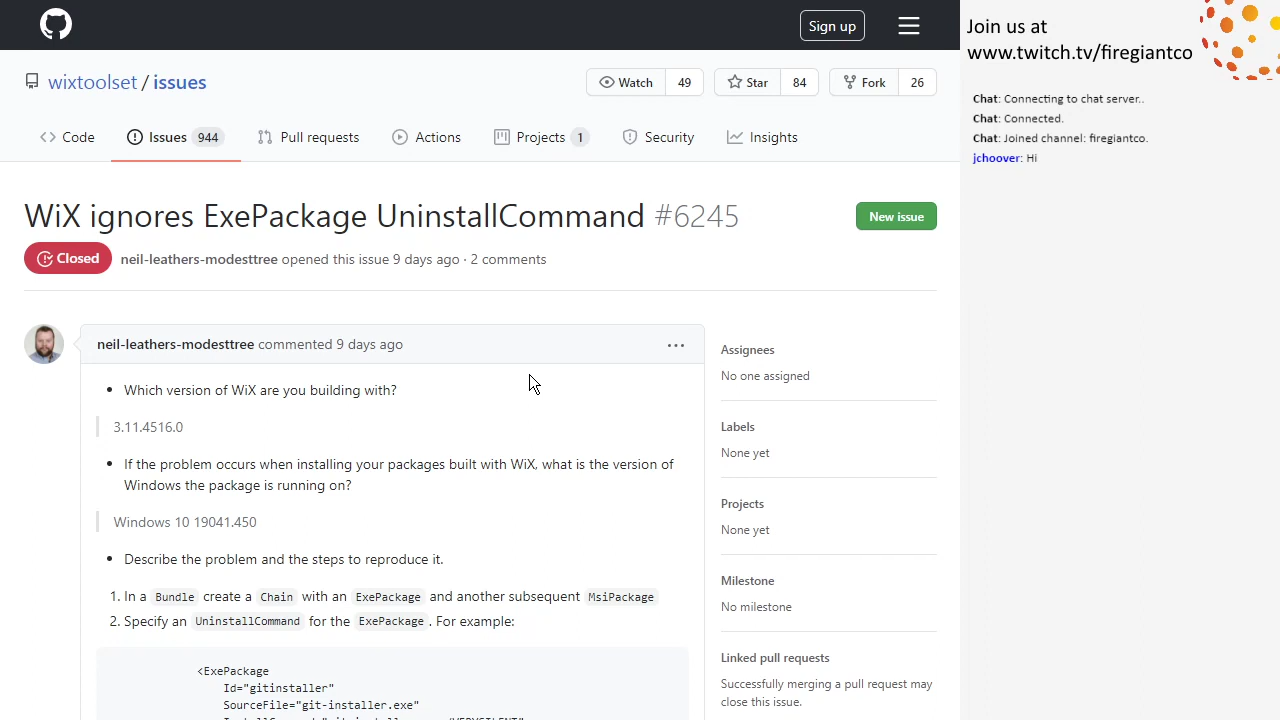 Sign up
Join us at
www.twitch.tv/firegiantco
wixtoolset / issues
Watch 49
Star 84
Fork 26
Chat: Connecting to chat server..
Chat: Connected.
Chat: Joined channel: firegiantco.
jchoover: Hi
Code
Issues 944
Pull requests
Actions
Projects 1
Security
Insights
WiX ignores ExePackage UninstallCommand #6245
New issue
Closed
neil-leathers-modesttree opened this issue 9 days ago · 2 comments
neil-leathers-modesttree commented 9 days ago
• Which version of WiX are you building with?
3.11.4516.0
• If the problem occurs when installing your packages built with WiX, what is the version of
Windows the package is running on?
Windows 10 19041.450
• Describe the problem and the steps to reproduce it.
1. In a Bundle create a Chain with an ExePackage and another subsequent MsiPackage
2. Specify an UninstallCommand for the ExePackage. For example:
<ExePackage
Id="gitinstaller"
SourceFile="git-installer.exe"
Assignees
No one assigned
Labels
None yet
Projects
None yet
Milestone
No milestone
Linked pull requests
Successfully merging a pull request may
close this issue.